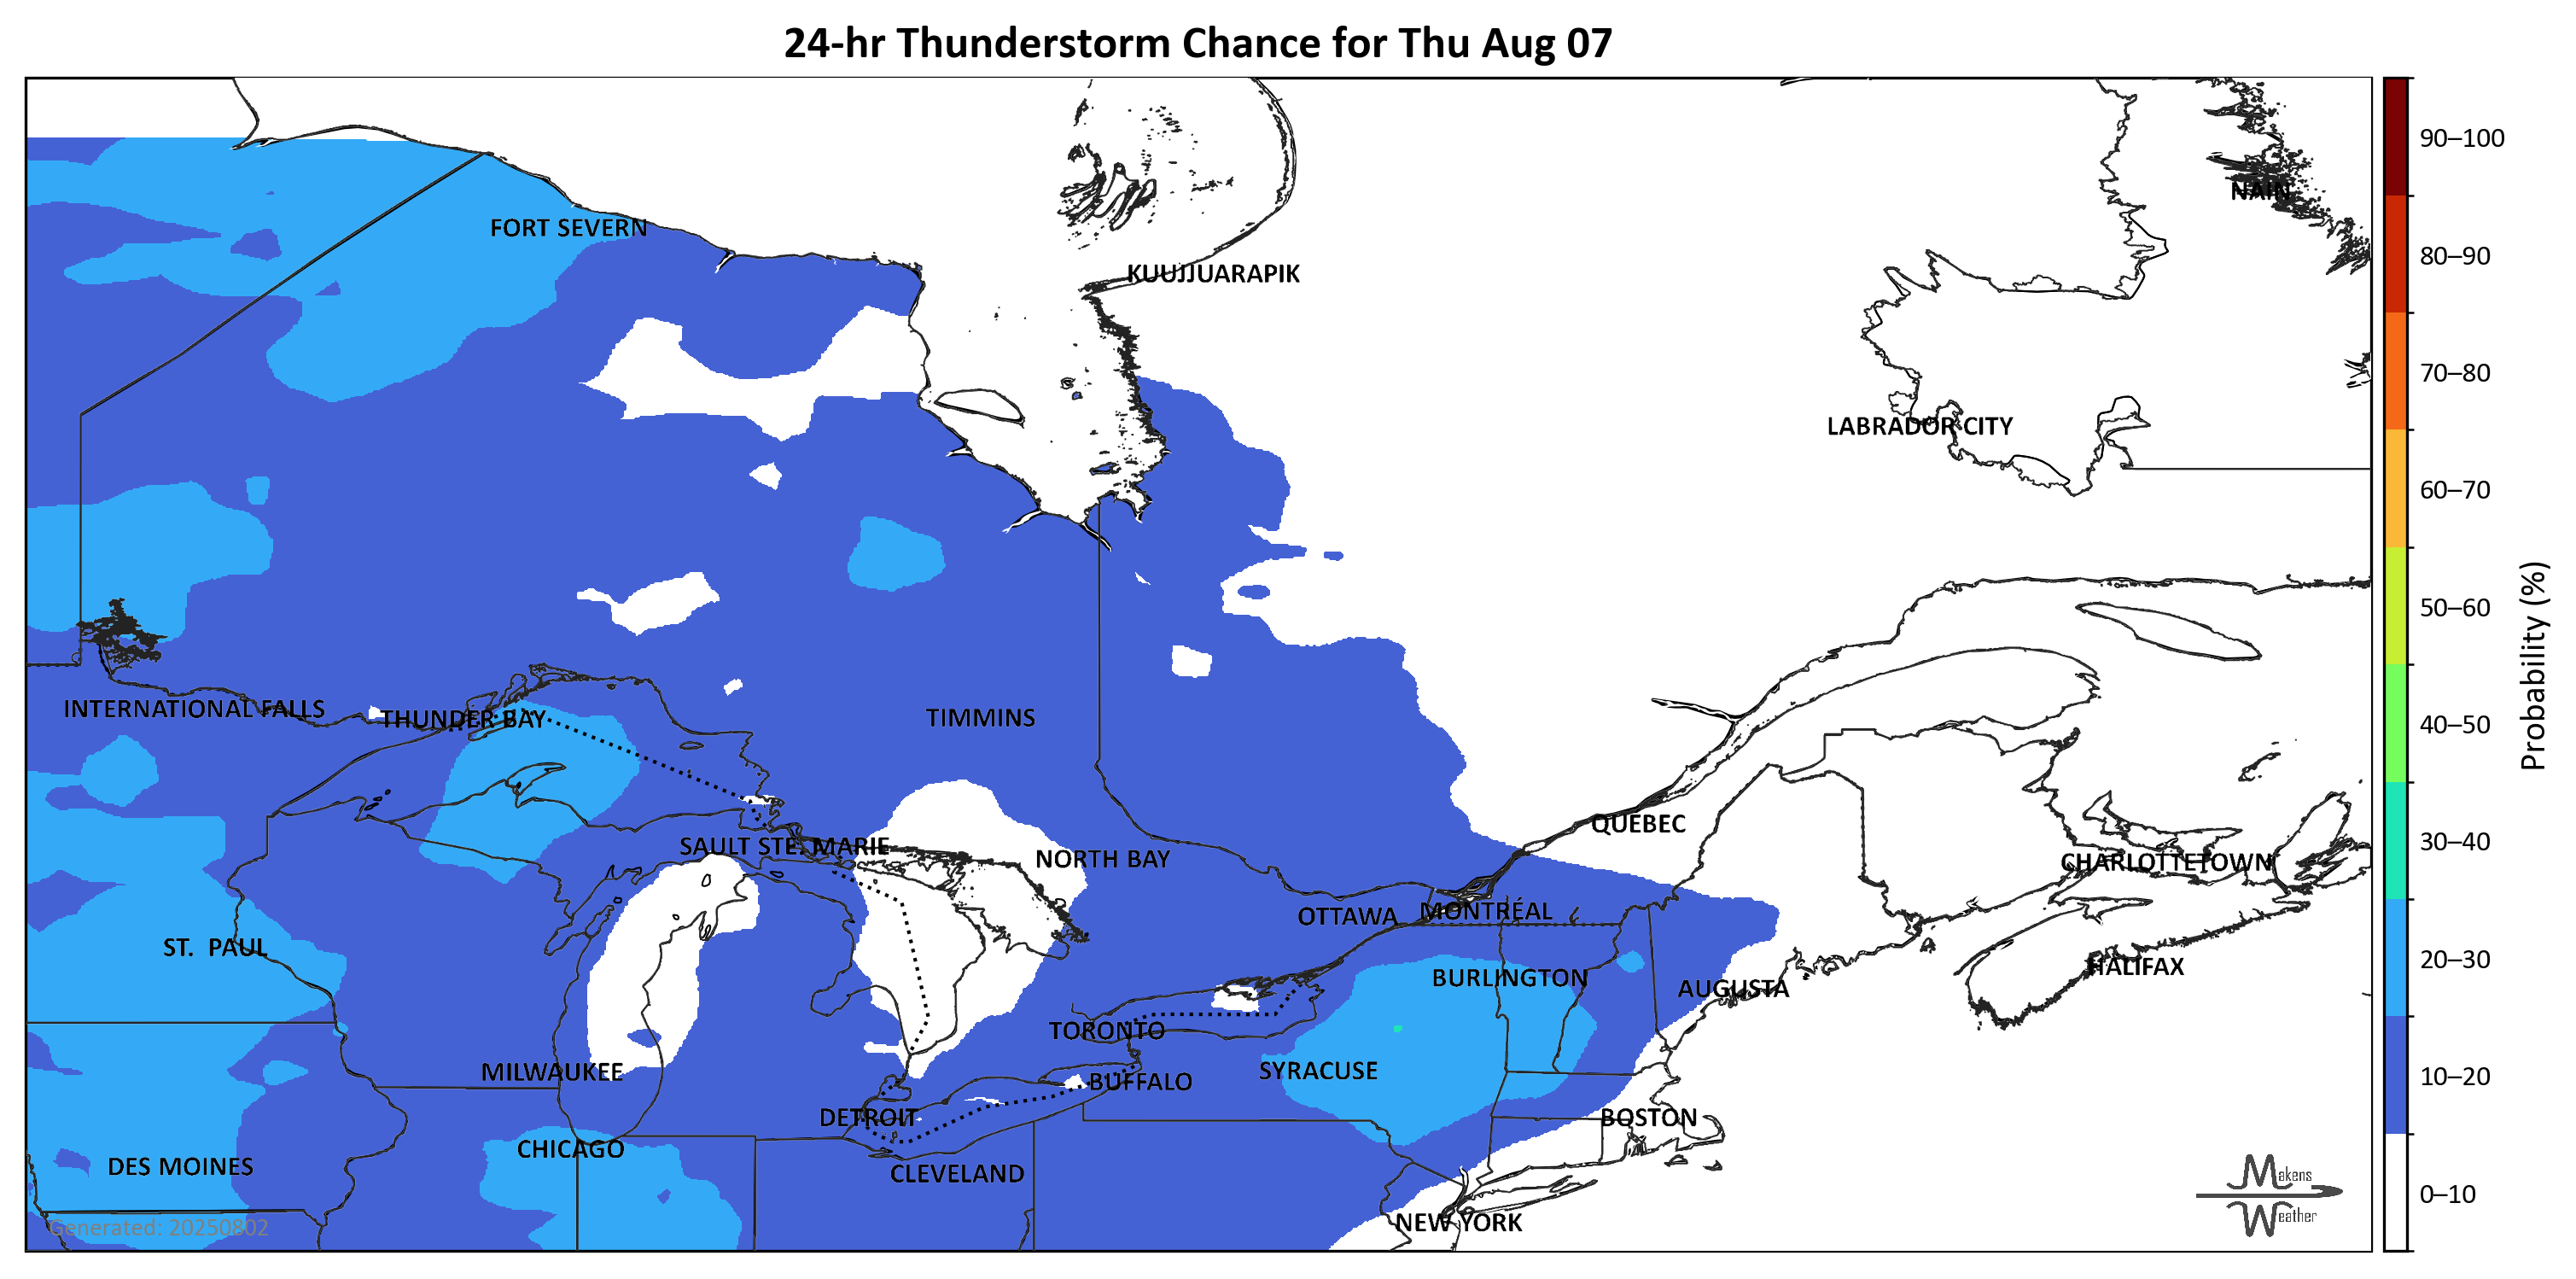 24-hr Thunderstorm Chance for Thu Aug 07
NAIN
FORT SEVERN
KUUJJUARAPIK
LABRADOR CITY
INTERNATIONAL FALLS
THUNDER BAY
TIMMINS
QUEBEC
SAULT STE. MARIE
NORTH BAY
CHARLOTTETOWN
OTTAWA
MONTRÉAL
ST. PAUL
HALIFAX
BURLINGTON
AUGUSTA
TORONTO
MILWAUKEE
SYRACUSE
BUFFALO
DETROIT
BOSTON
CHICAGO
DES MOINES
CLEVELAND
NEW YORK
Generated: 20250802
Makens
Weather
90–100
80–90
70–80
60–70
50–60
40–50
30–40
20–30
10–20
0–10
Probability (%)